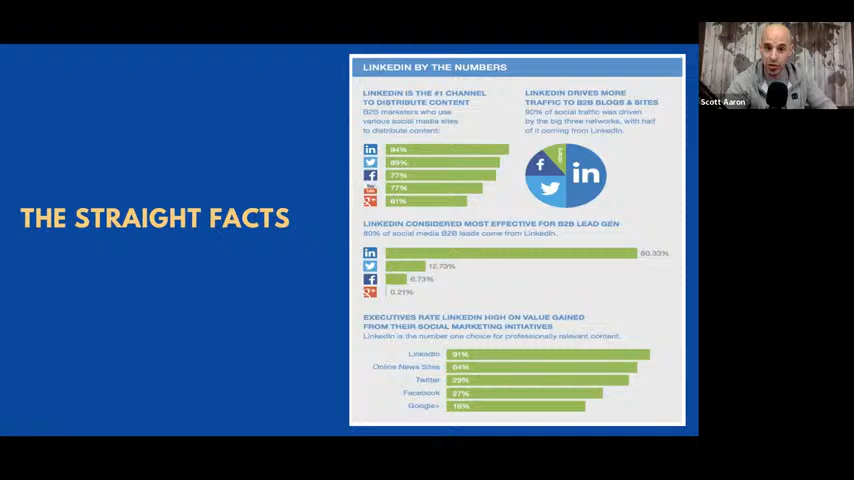 LINKEDIN BY THE NUMBERS
LINKEDIN IS THE #1 CHANNEL
TO DISTRIBUTE CONTENT
B2B marketers who use
various social media sites
to distribute content:
in 94%
89%
f 77%
You Tube 77%
g+ 61%
LINKEDIN DRIVES MORE
TRAFFIC TO B2B BLOGS & SITES
90% of social traffic was driven
by the big three networks, with half
of it coming from LinkedIn.
f
in
LINKEDIN CONSIDERED MOST EFFECTIVE FOR B2B LEAD GEN
80% of social media B2B leads come from LinkedIn.
in 80.33%
12.73%
f 6.73%
g+ 0.21%
EXECUTIVES RATE LINKEDIN HIGH ON VALUE GAINED
FROM THEIR SOCIAL MARKETING INITIATIVES
LinkedIn is the number one choice for professionally relevant content.
LinkedIn 91%
Online News Sites 64%
Twitter 29%
Facebook 27%
Google+ 16%
THE STRAIGHT FACTS
Scott Aaron